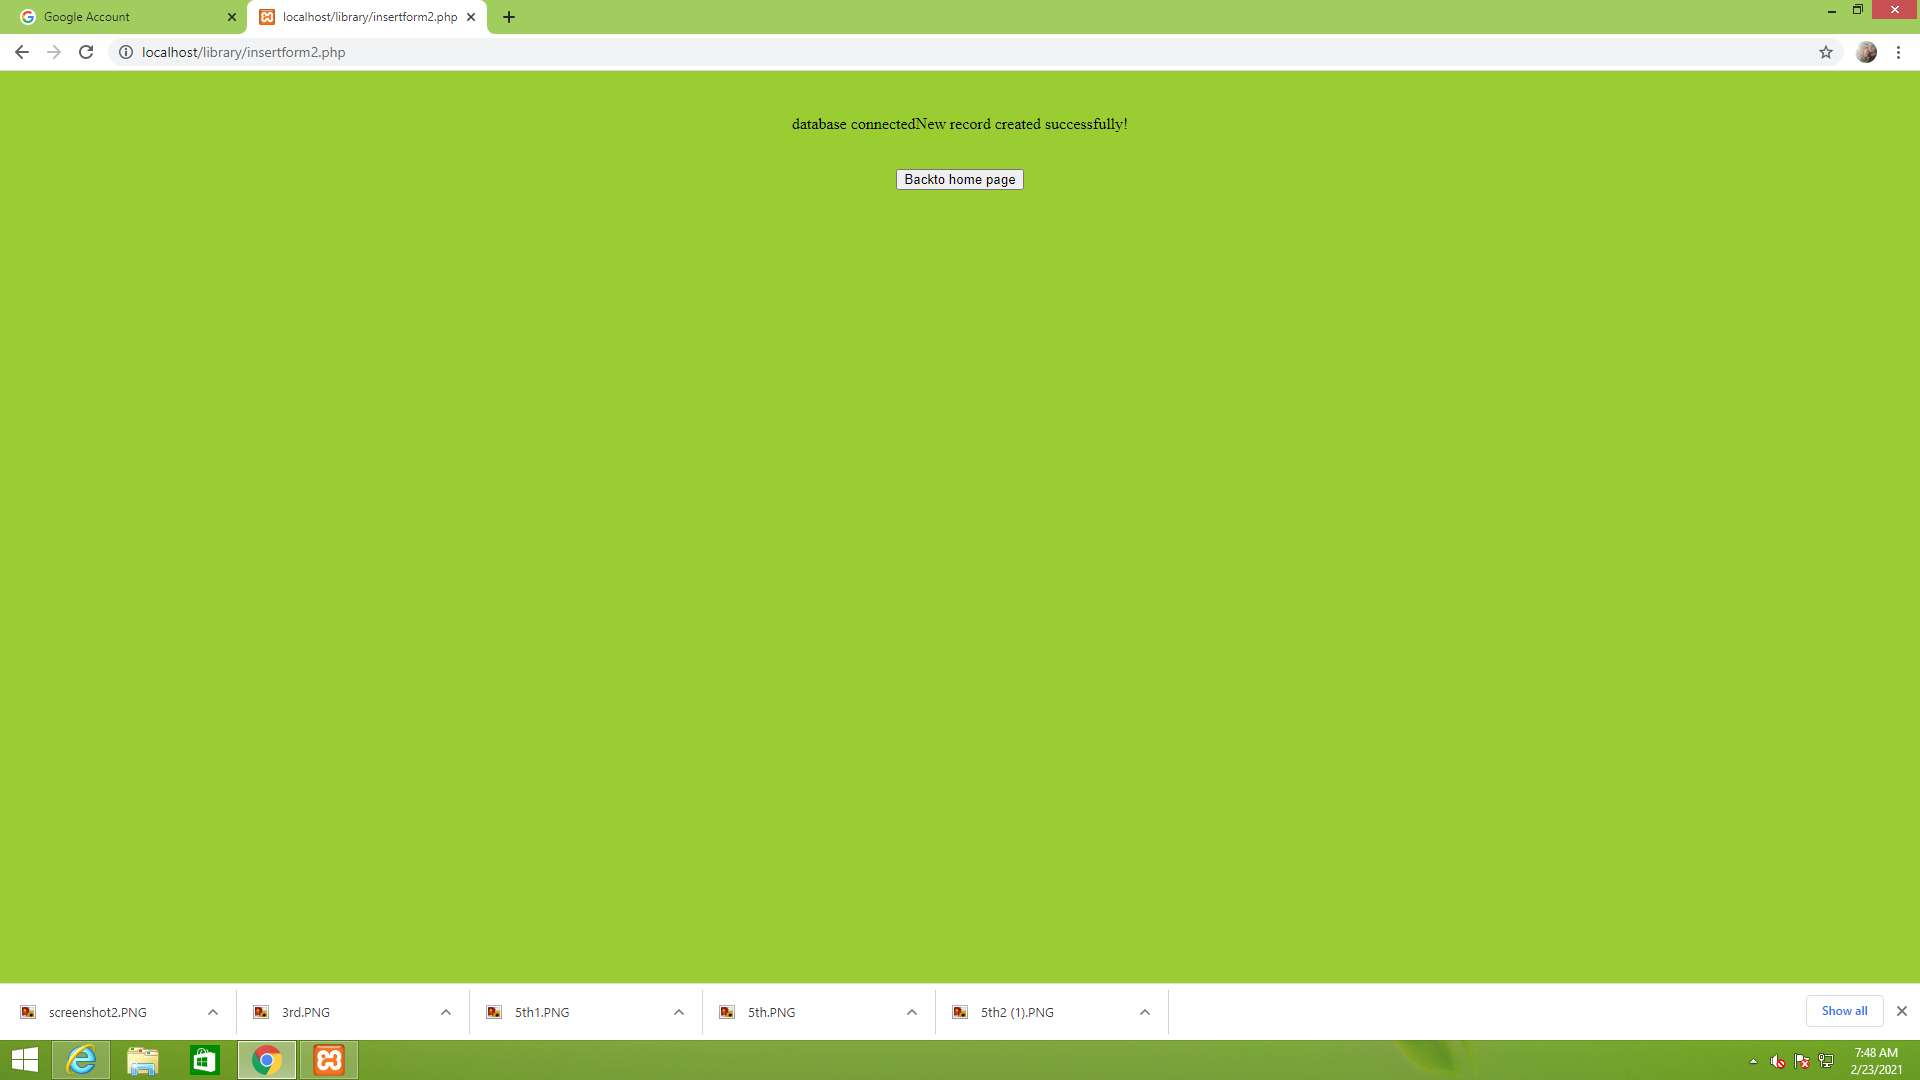 Google Account
localhost/library/insertform2.php
localhost/library/insertform2.php
database connectedNew record created successfully!
Backto home page
screenshot2.PNG
3rd.PNG
5th1.PNG
5th.PNG
5th2 (1).PNG
Show all
7:48 AM
2/23/2021